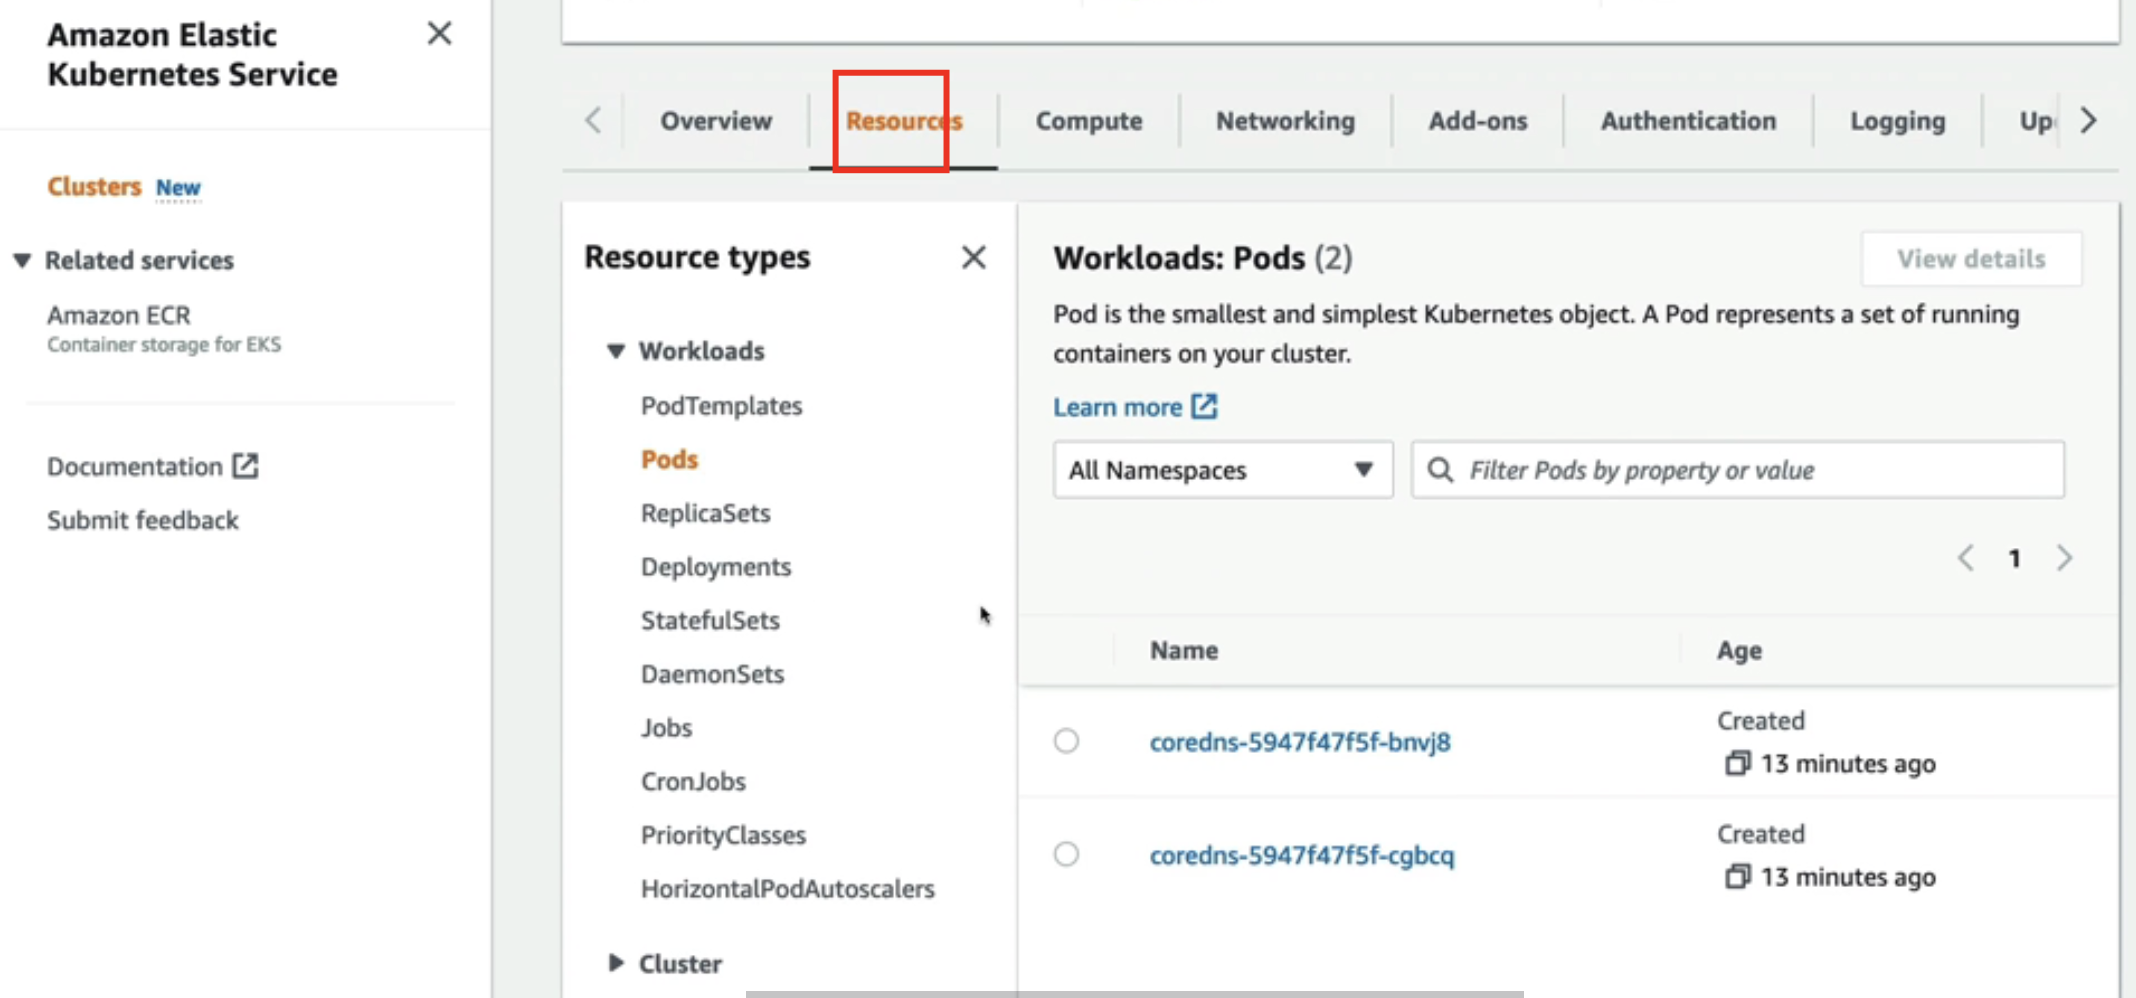 Amazon Elastic
Kubernetes Service
Clusters New
Related services
Amazon ECR
Container storage for EKS
Documentation
Submit feedback
Overview Resources Compute Networking Add-ons Authentication Logging Up
Resource types
Workloads
PodTemplates
Pods
ReplicaSets
Deployments
StatefulSets
DaemonSets
Jobs
CronJobs
PriorityClasses
HorizontalPodAutoscalers
Cluster
Workloads: Pods (2)
View details
Pod is the smallest and simplest Kubernetes object. A Pod represents a set of running
containers on your cluster.
Learn more
All Namespaces
Filter Pods by property or value
1
Name Age
coredns-5947f47f5f-bnvj8
Created
13 minutes ago
coredns-5947f47f5f-cgbcq
Created
13 minutes ago